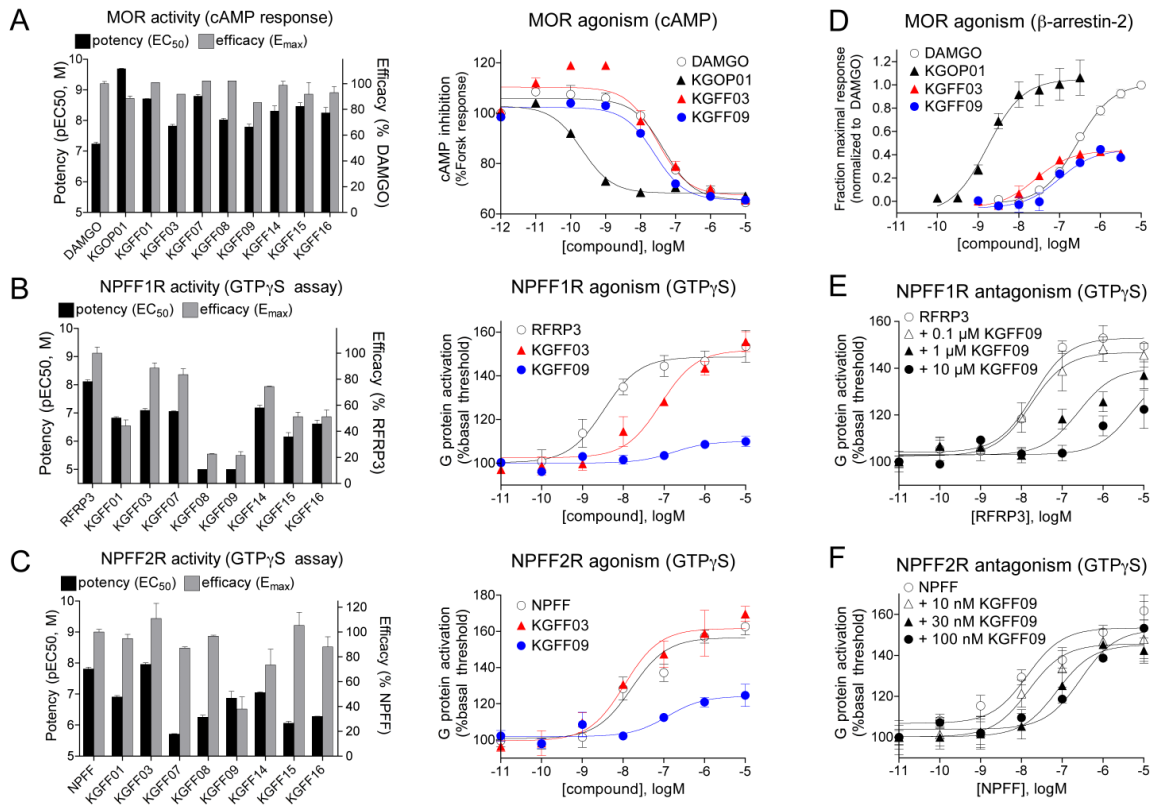 A
MOR activity (cAMP response)
potency (EC50, M) efficacy (Emax)
Potency (pEC50, M)
10
9
8
7
6
5
Efficacy (% DAMGO)
120
100
80
60
40
20
0
DAMGO KGOP01 KGFF01 KGFF03 KGFF07 KGFF08 KGFF09 KGFF14 KGFF15 KGFF16
MOR agonism (cAMP)
DAMGO
KGOP01
KGFF03
KGFF09
cAMP inhibition
(%Forsk response)
120
100
80
60
-12 -11 -10 -9 -8 -7 -6 -5
[compound], logM
D
MOR agonism (β-arrestin-2)
DAMGO
KGOP01
KGFF03
KGFF09
Fraction maximal response
(normalized to DAMGO)
1.4
1.2
1.0
0.8
0.6
0.4
0.2
0.0
-11 -10 -9 -8 -7 -6 -5
[compound], logM
B
NPFF1R activity (GTPγS assay)
potency (EC50) efficacy (Emax)
Potency (pEC50, M)
10
9
8
7
6
5
Efficacy (% RFRP3)
100
80
60
40
20
0
RFRP3 KGFF01 KGFF03 KGFF07 KGFF08 KGFF09 KGFF14 KGFF15 KGFF16
NPFF1R agonism (GTPγS)
RFRP3
KGFF03
KGFF09
G protein activation
(%basal threshold)
160
140
120
100
-11 -10 -9 -8 -7 -6 -5
[compound], logM
E
NPFF1R antagonism (GTPγS)
RFRP3
+ 0.1 µM KGFF09
+ 1 µM KGFF09
+ 10 µM KGFF09
G protein activation
(%basal threshold)
160
140
120
100
-11 -10 -9 -8 -7 -6 -5
[RFRP3], logM
C
NPFF2R activity (GTPγS assay)
potency (EC50) efficacy (Emax)
Potency (pEC50, M)
10
9
8
7
6
5
Efficacy (% NPFF)
120
100
80
60
40
20
0
NPFF KGFF01 KGFF03 KGFF07 KGFF08 KGFF09 KGFF14 KGFF15 KGFF16
NPFF2R agonism (GTPγS)
NPFF
KGFF03
KGFF09
G protein activation
(%basal threshold)
180
160
140
120
100
-11 -10 -9 -8 -7 -6 -5
[compound], logM
F
NPFF2R antagonism (GTPγS)
NPFF
+ 10 nM KGFF09
+ 30 nM KGFF09
+ 100 nM KGFF09
G protein activation
(%basal threshold)
180
160
140
120
100
-11 -10 -9 -8 -7 -6 -5
[NPFF], logM